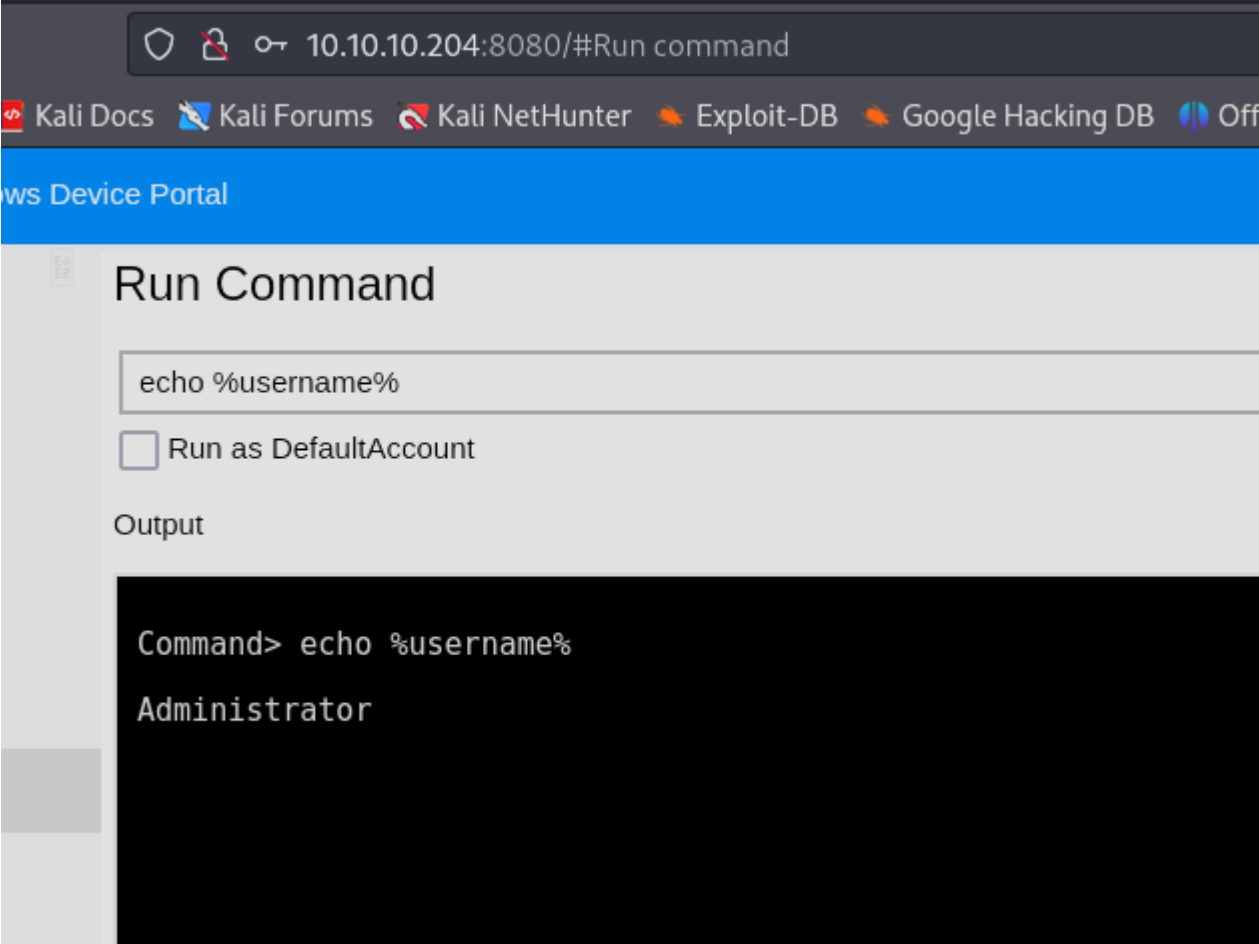 10.10.10.204:8080/#Run command
Kali Docs Kali Forums Kali NetHunter Exploit-DB Google Hacking DB Off
ws Device Portal
Run Command
echo %username%
Run as DefaultAccount
Output
Command> echo %username%
Administrator